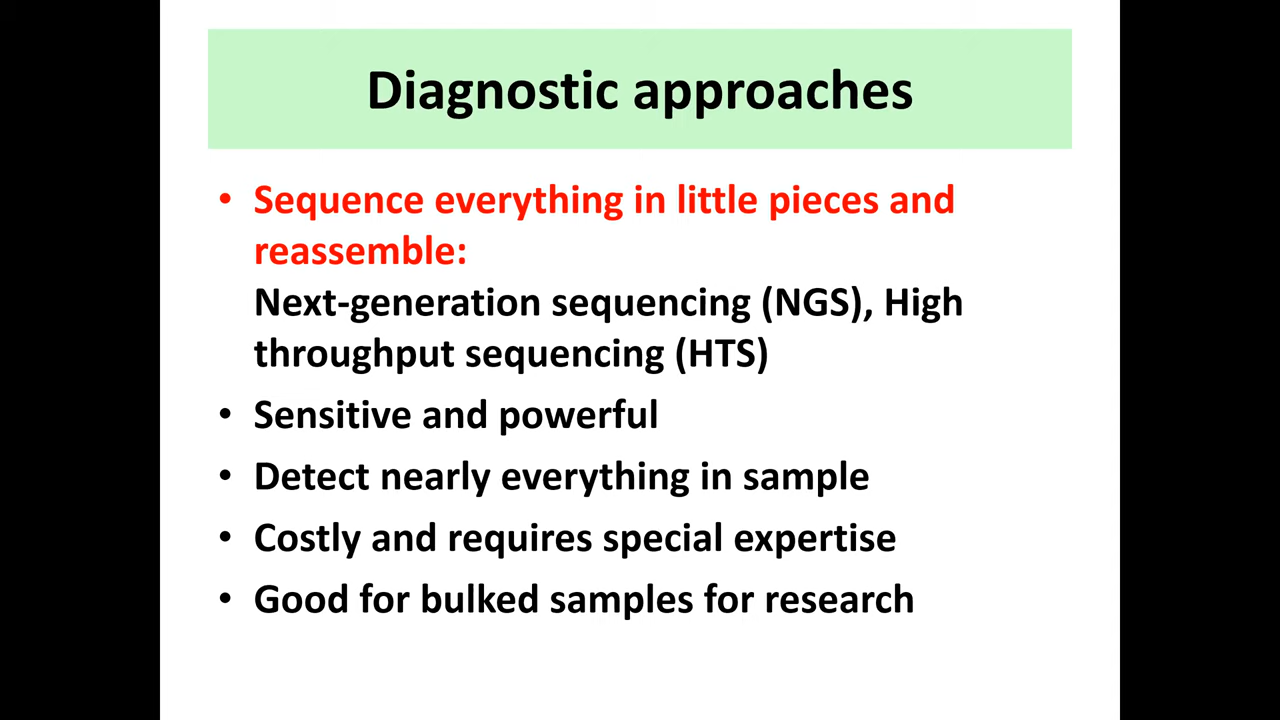 Diagnostic approaches
• Sequence everything in little pieces and
reassemble:
Next-generation sequencing (NGS), High
throughput sequencing (HTS)
• Sensitive and powerful
• Detect nearly everything in sample
• Costly and requires special expertise
• Good for bulked samples for research